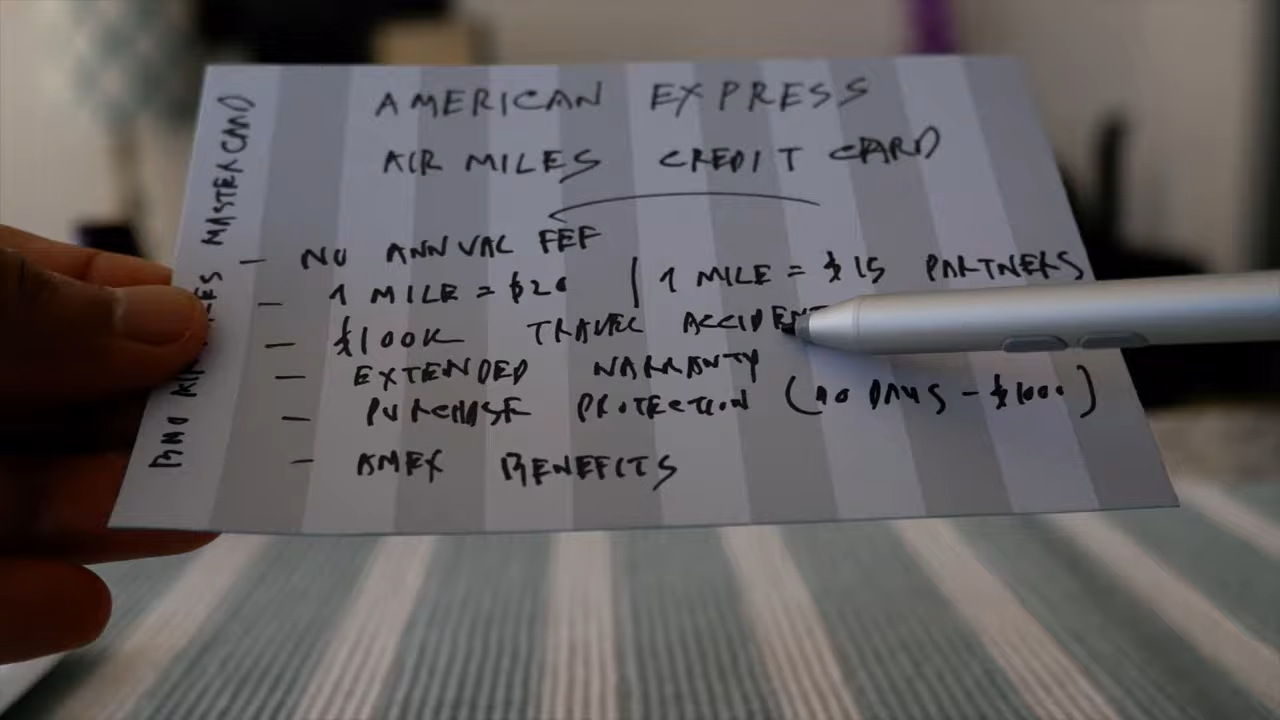 AMERICAN EXPRESS
AIR MILES CREDIT CARD
- NO ANNUAL FEE
- 1 MILE = $20 | 1 MILE = $15 PARTNERS
- $100K TRAVEL ACCIDENT
- EXTENDED WARRANTY
- PURCHASE PROTECTION (90 DAYS - $1000)
- AMEX BENEFITS
BMO MASTERCARD